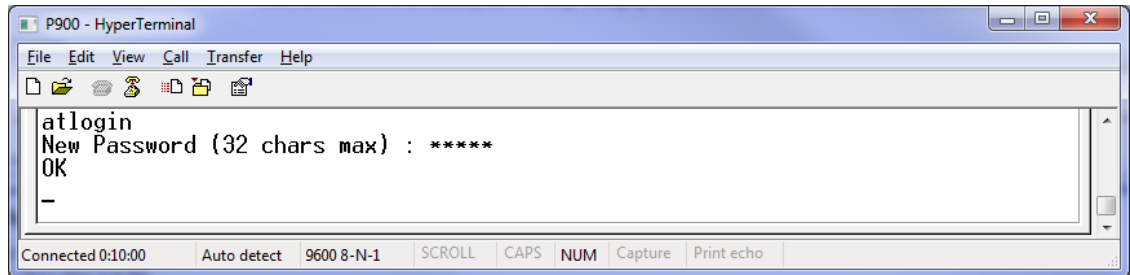 P900 - HyperTerminal
File Edit View Call Transfer Help
atlogin
New Password (32 chars max) : *****
OK
_
Connected 0:10:00 Auto detect 9600 8-N-1 SCROLL CAPS NUM Capture Print echo